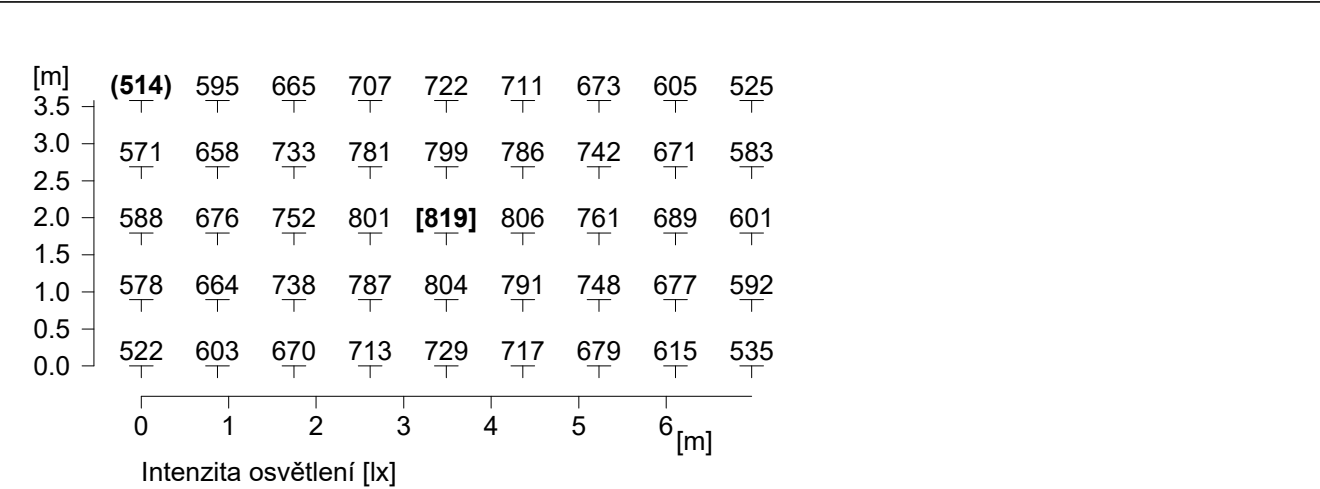 [m]
(514) 595 665 707 722 711 673 605 525
3.5
3.0
571 658 733 781 799 786 742 671 583
2.5
2.0
588 676 752 801 [819] 806 761 689 601
1.5
1.0
578 664 738 787 804 791 748 677 592
0.5
0.0
522 603 670 713 729 717 679 615 535
0 1 2 3 4 5 6 [m]
Intenzita osvětlení [lx]